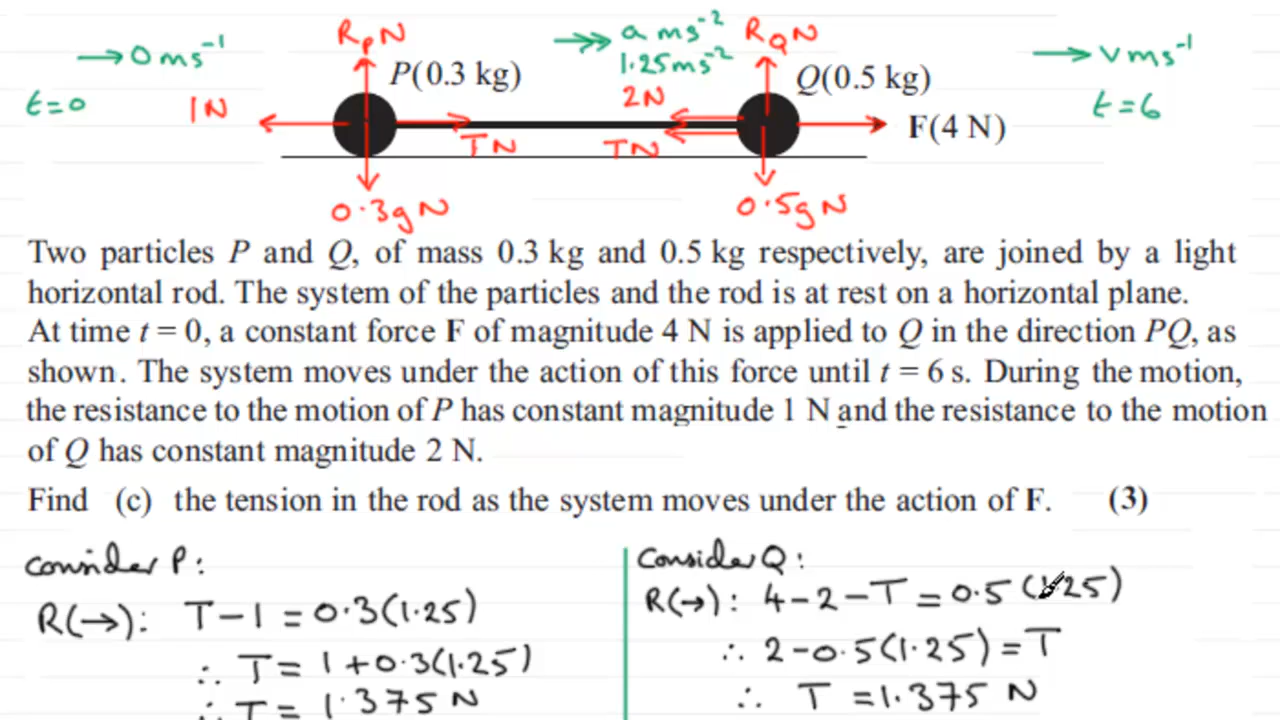 → 0 ms⁻¹
t=0
R_P N
P(0.3 kg)
1N
TN
0.3g N
→→ a ms⁻²
1.25ms⁻²
2N
TN
R_Q N
Q(0.5 kg)
F(4 N)
0.5g N
→ v ms⁻¹
t=6
Two particles P and Q, of mass 0.3 kg and 0.5 kg respectively, are joined by a light
horizontal rod. The system of the particles and the rod is at rest on a horizontal plane.
At time t = 0, a constant force F of magnitude 4 N is applied to Q in the direction PQ, as
shown. The system moves under the action of this force until t = 6 s. During the motion,
the resistance to the motion of P has constant magnitude 1 N and the resistance to the motion
of Q has constant magnitude 2 N.
Find (c) the tension in the rod as the system moves under the action of F. (3)
Consider P:
R(→): T-1 = 0.3(1.25)
∴ T = 1+0.3(1.25)
∴ T = 1.375 N
Consider Q:
R(→): 4-2-T = 0.5(1.25)
∴ 2-0.5(1.25) = T
∴ T = 1.375 N